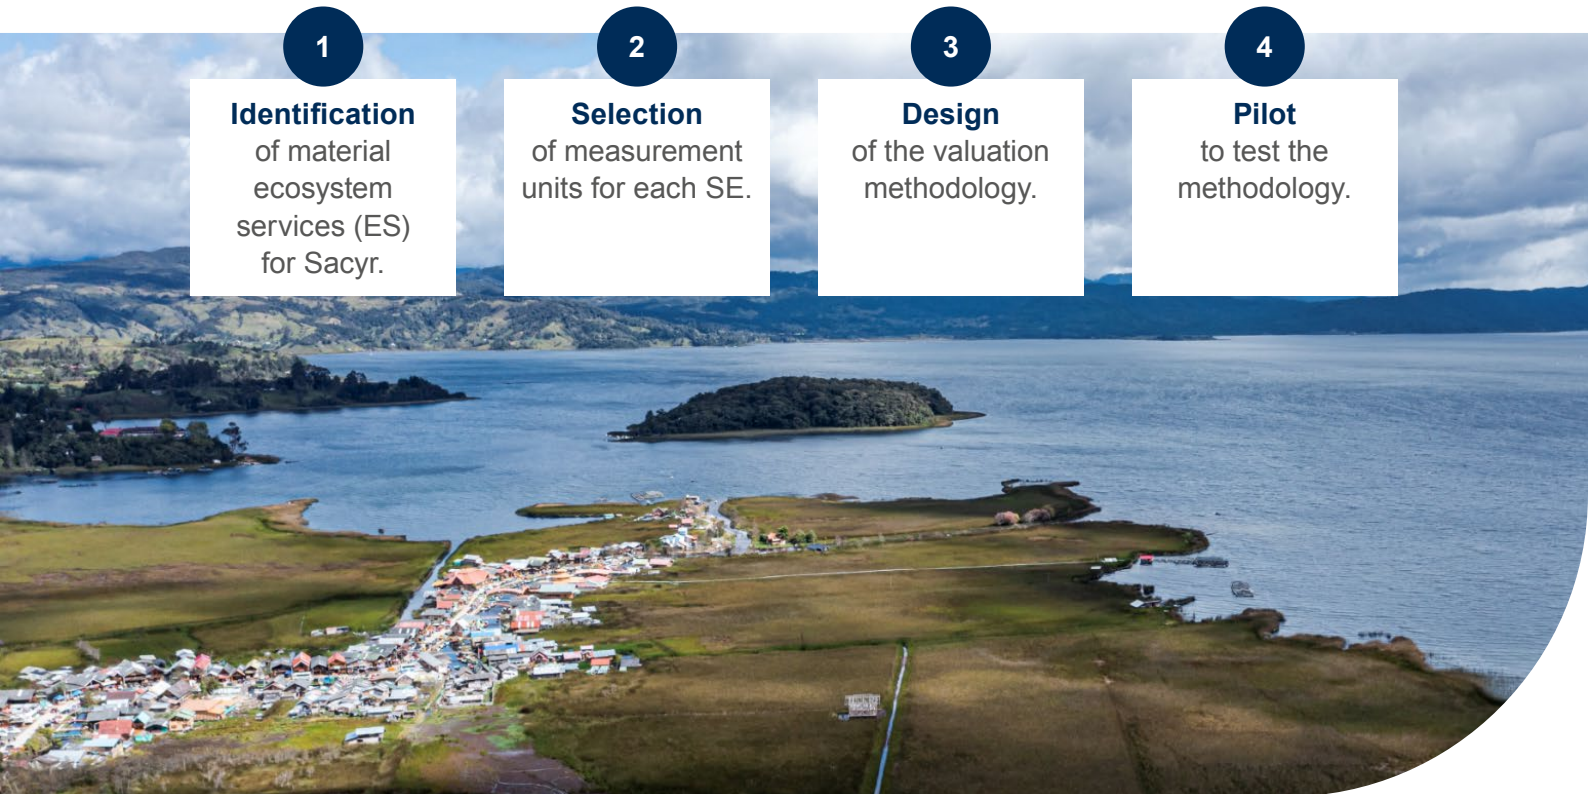 1
Identification
of material
ecosystem
services (ES)
for Sacyr.
2
Selection
of measurement
units for each SE.
3
Design
of the valuation
methodology.
4
Pilot
to test the
methodology.